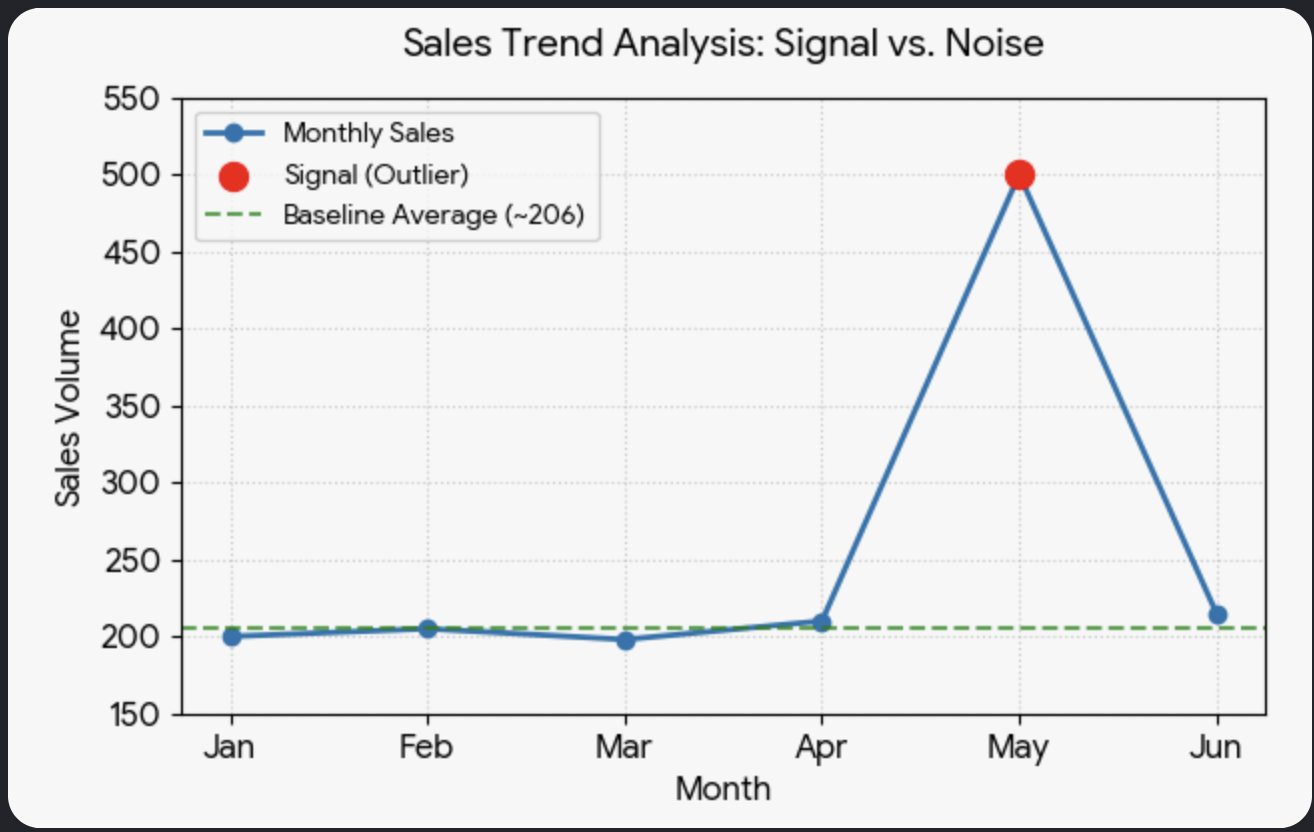 Sales Trend Analysis: Signal vs. Noise
550
500
450
400
350
300
250
200
150
Sales Volume
Monthly Sales
Signal (Outlier)
Baseline Average (~206)
Jan Feb Mar Apr May Jun
Month